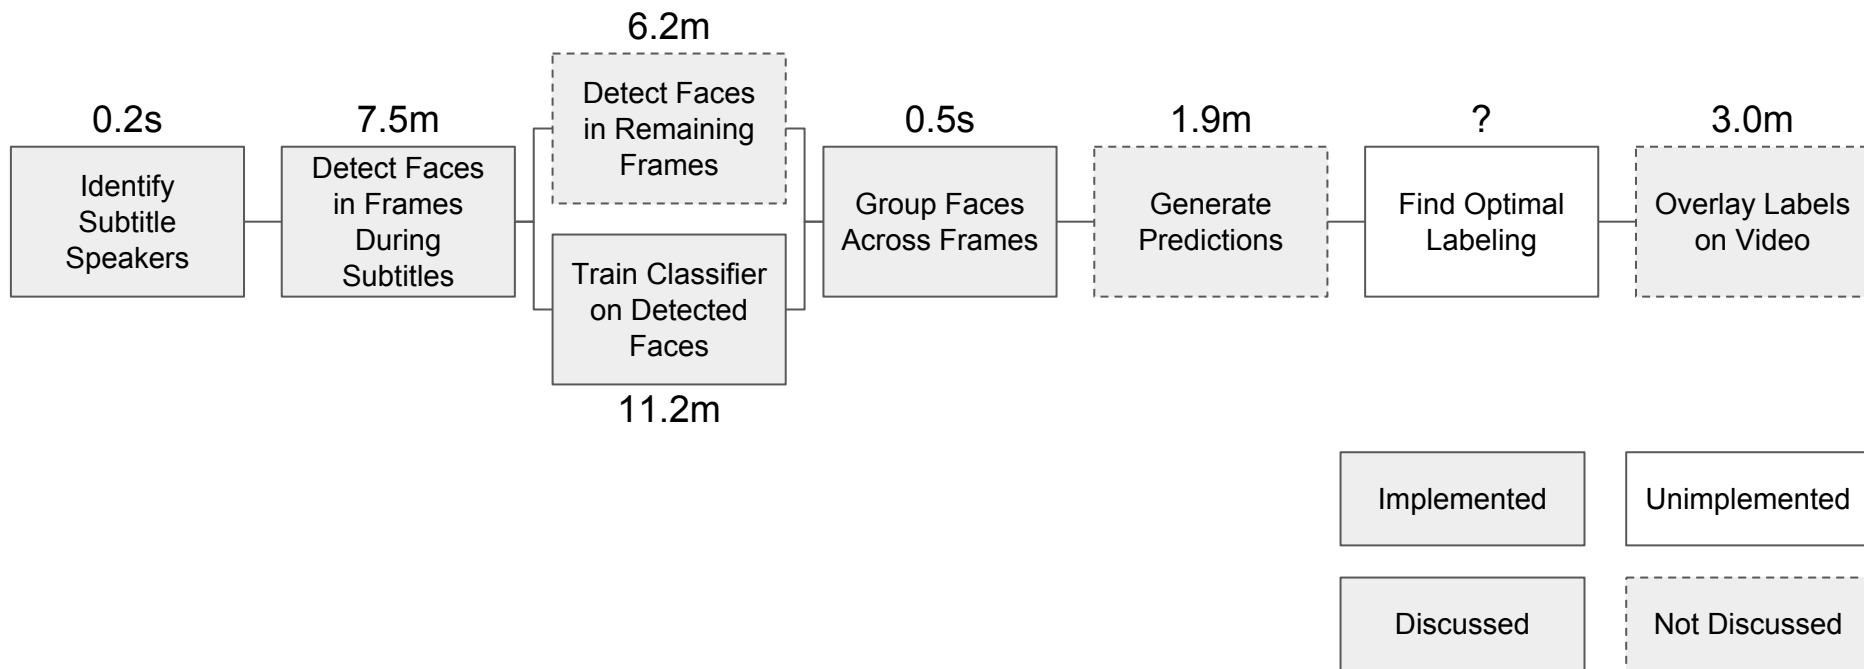 0.2s
Identify
Subtitle
Speakers
7.5m
Detect Faces
in Frames
During
Subtitles
6.2m
Detect Faces
in Remaining
Frames
Train Classifier
on Detected
Faces
11.2m
0.5s
Group Faces
Across Frames
1.9m
Generate
Predictions
?
Find Optimal
Labeling
3.0m
Overlay Labels
on Video
Implemented
Unimplemented
Discussed
Not Discussed